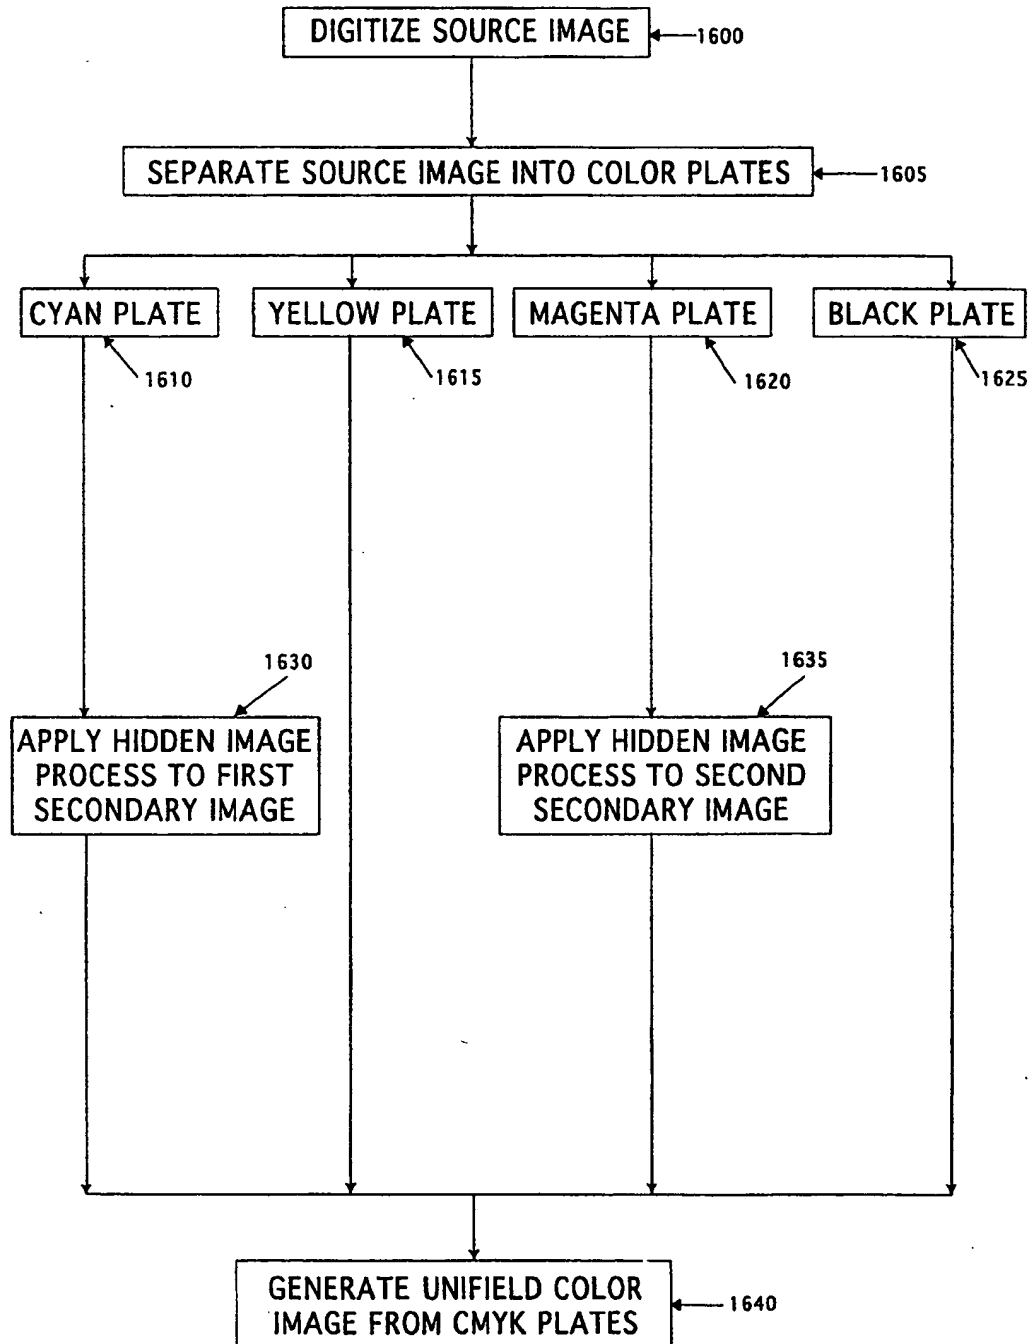 DIGITIZE SOURCE IMAGE
1600
SEPARATE SOURCE IMAGE INTO COLOR PLATES
1605
CYAN PLATE
YELLOW PLATE
MAGENTA PLATE
BLACK PLATE
1610
1615
1620
1625
1630
1635
APPLY HIDDEN IMAGE
PROCESS TO FIRST
SECONDARY IMAGE
APPLY HIDDEN IMAGE
PROCESS TO SECOND
SECONDARY IMAGE
GENERATE UNIFIELD COLOR
IMAGE FROM CMYK PLATES
1640